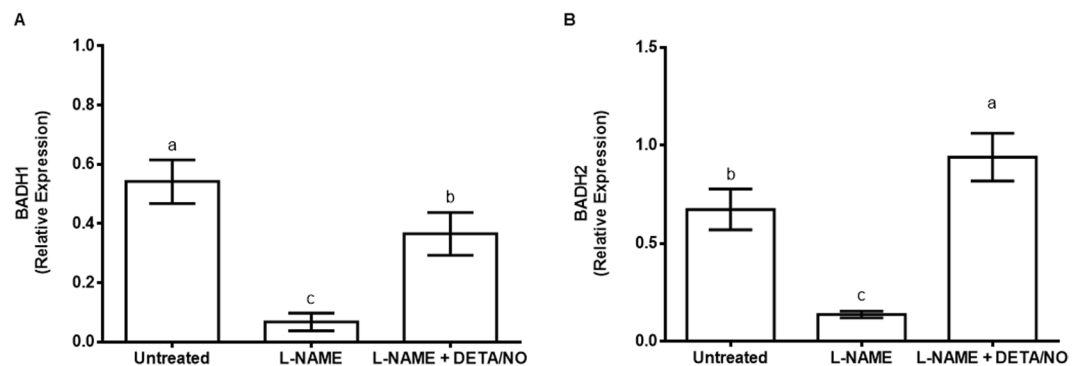 A
BADH1
(Relative Expression)
1.0
0.8
0.6
0.4
0.2
0.0
a
c
b
Untreated
L-NAME
L-NAME + DETA/NO
B
BADH2
(Relative Expression)
1.5
1.0
0.5
0.0
b
c
a
Untreated
L-NAME
L-NAME + DETA/NO